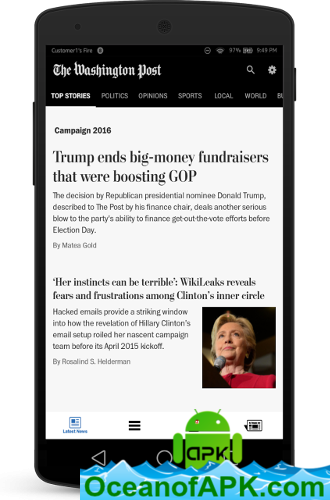 Customer1's Fire
97% 9:49 PM
The Washington Post
TOP STORIES POLITICS OPINIONS SPORTS LOCAL WORLD BU
Campaign 2016
Trump ends big-money fundraisers
that were boosting GOP
The decision by Republican presidential nominee Donald Trump,
described to The Post by his finance chair, deals another serious
blow to the party's ability to finance get-out-the-vote efforts before
Election Day.
By Matea Gold
'Her instincts can be terrible': WikiLeaks reveals
fears and frustrations among Clinton's inner circle
Hacked emails provide a striking window
into how the revelation of Hillary Clinton's
email setup roiled her nascent campaign
team before its April 2015 kickoff.
By Rosalind S. Helderman
Latest News
apk
OceanofAPK.com